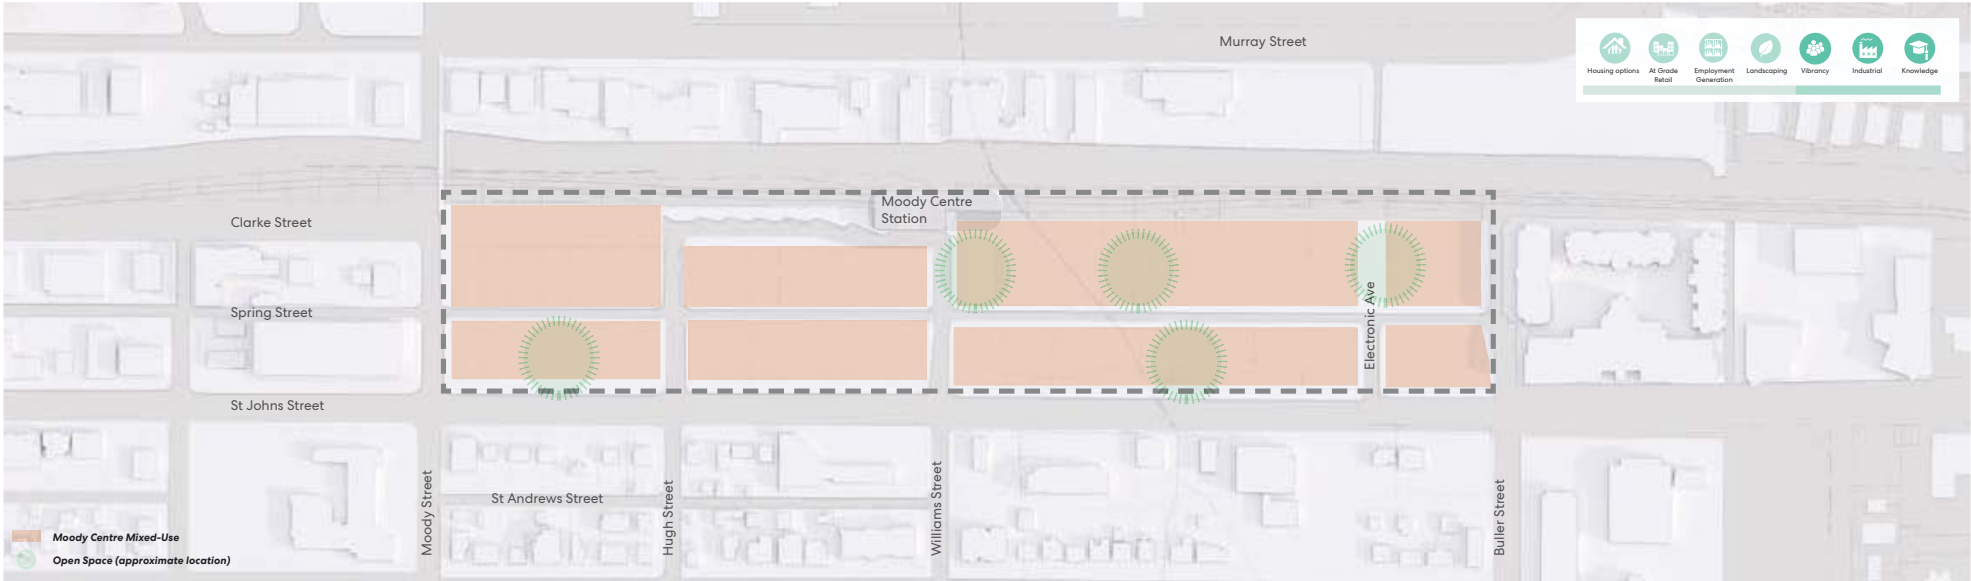 Murray Street
Housing options
At Grade
Retail
Employment
Generation
Landscaping
Vibrancy
Industrial
Knowledge
Moody Centre
Station
Clarke Street
Spring Street
Electronic Ave
St Johns Street
Moody Street
St Andrews Street
Hugh Street
Williams Street
Buller Street
Moody Centre Mixed-Use
Open Space (approximate location)